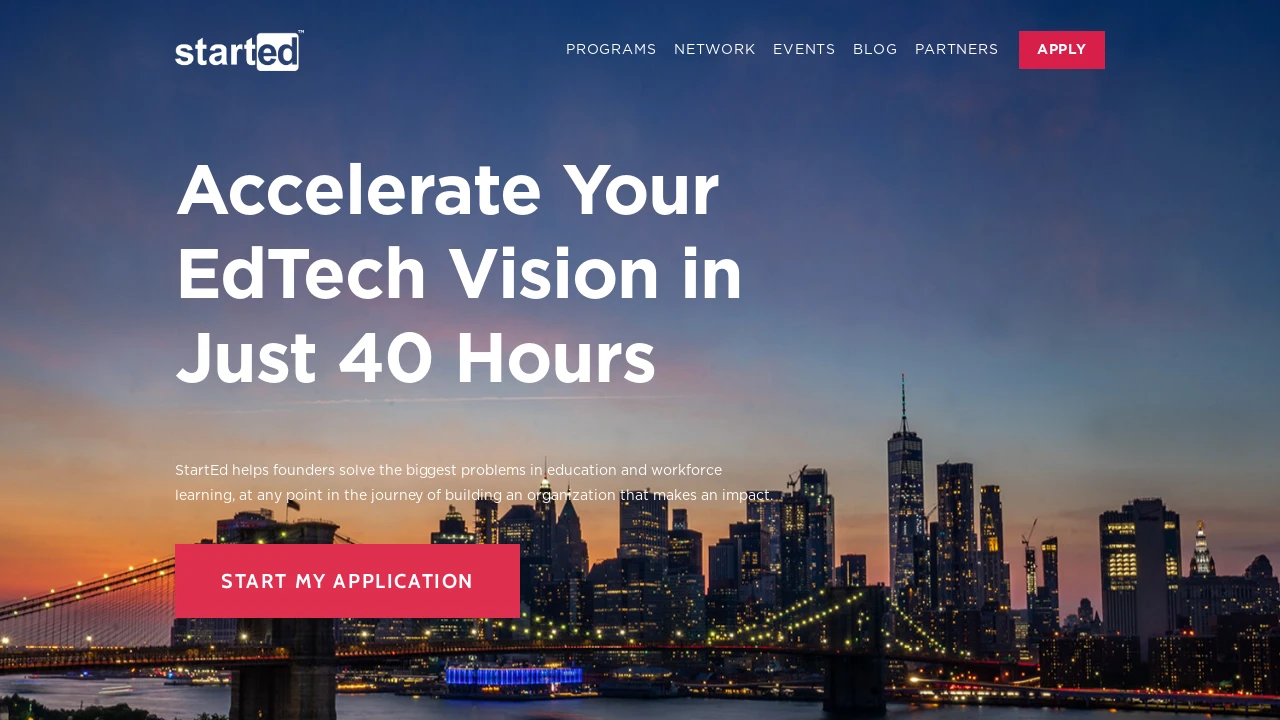 started™
PROGRAMS NETWORK EVENTS BLOG PARTNERS APPLY
Accelerate Your
EdTech Vision in
Just 40 Hours
StartEd helps founders solve the biggest problems in education and workforce
learning, at any point in the journey of building an organization that makes an impact.
START MY APPLICATION